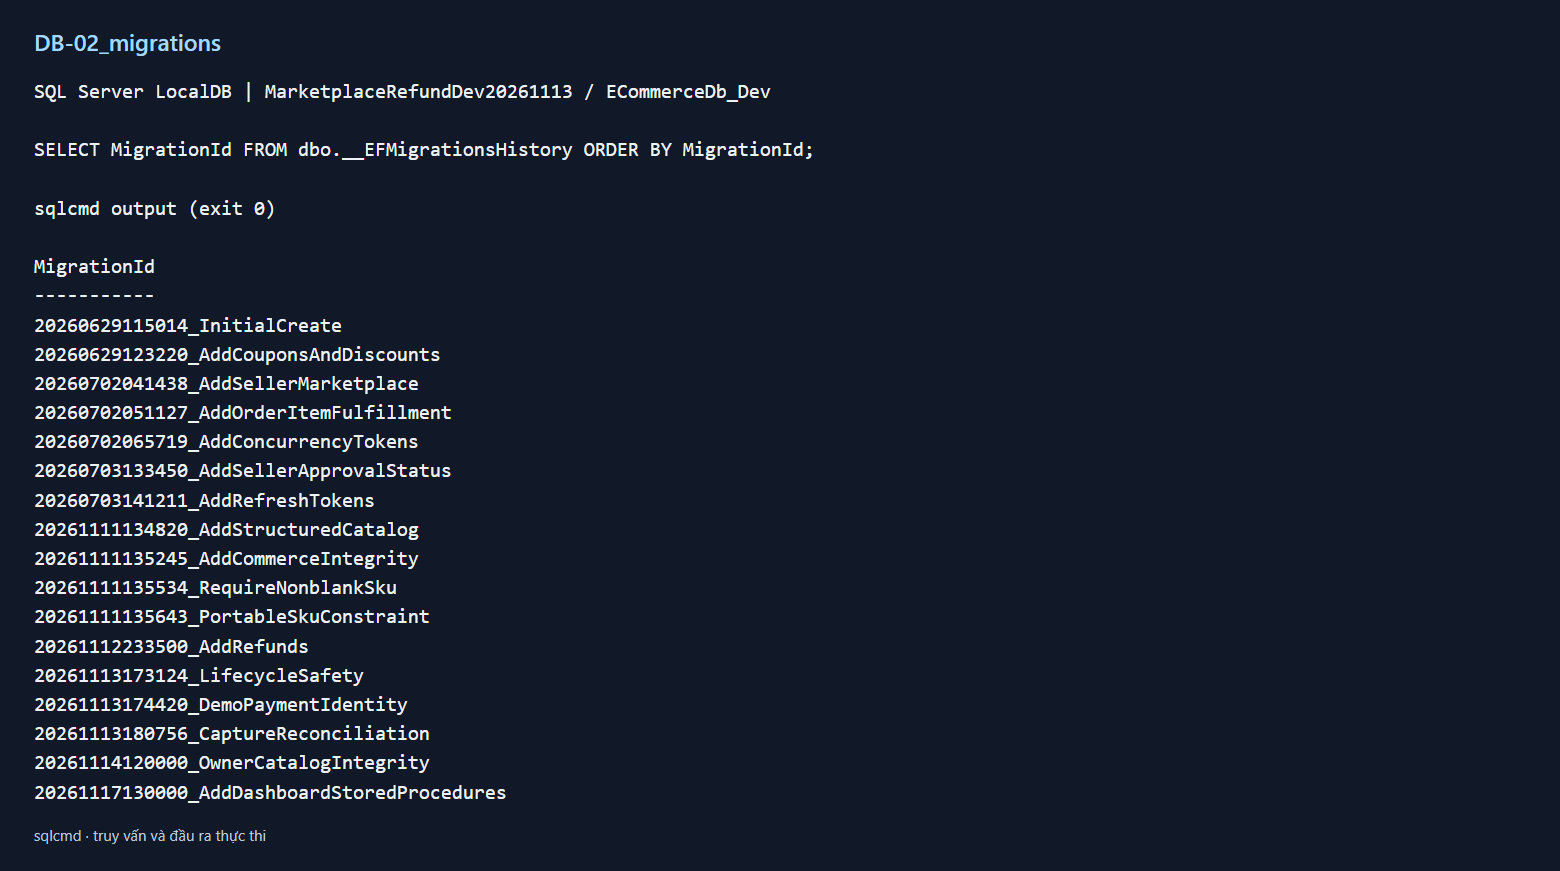 DB-02_migrations
SQL Server LocalDB | MarketplaceRefundDev20261113 / ECommerceDb_Dev
SELECT MigrationId FROM dbo.__EFMigrationsHistory ORDER BY MigrationId;
sqlcmd output (exit 0)
MigrationId
-----------
20260629115014_InitialCreate
20260629123220_AddCouponsAndDiscounts
20260702041438_AddSellerMarketplace
20260702051127_AddOrderItemFulfillment
20260702065719_AddConcurrencyTokens
20260703133450_AddSellerApprovalStatus
20260703141211_AddRefreshTokens
20261111134820_AddStructuredCatalog
20261111135245_AddCommerceIntegrity
20261111135534_RequireNonblankSku
20261111135643_PortableSkuConstraint
20261112233500_AddRefunds
20261113173124_LifecycleSafety
20261113174420_DemoPaymentIdentity
20261113180756_CaptureReconciliation
20261114120000_OwnerCatalogIntegrity
20261117130000_AddDashboardStoredProcedures
sqlcmd · truy vấn và đầu ra thực thi